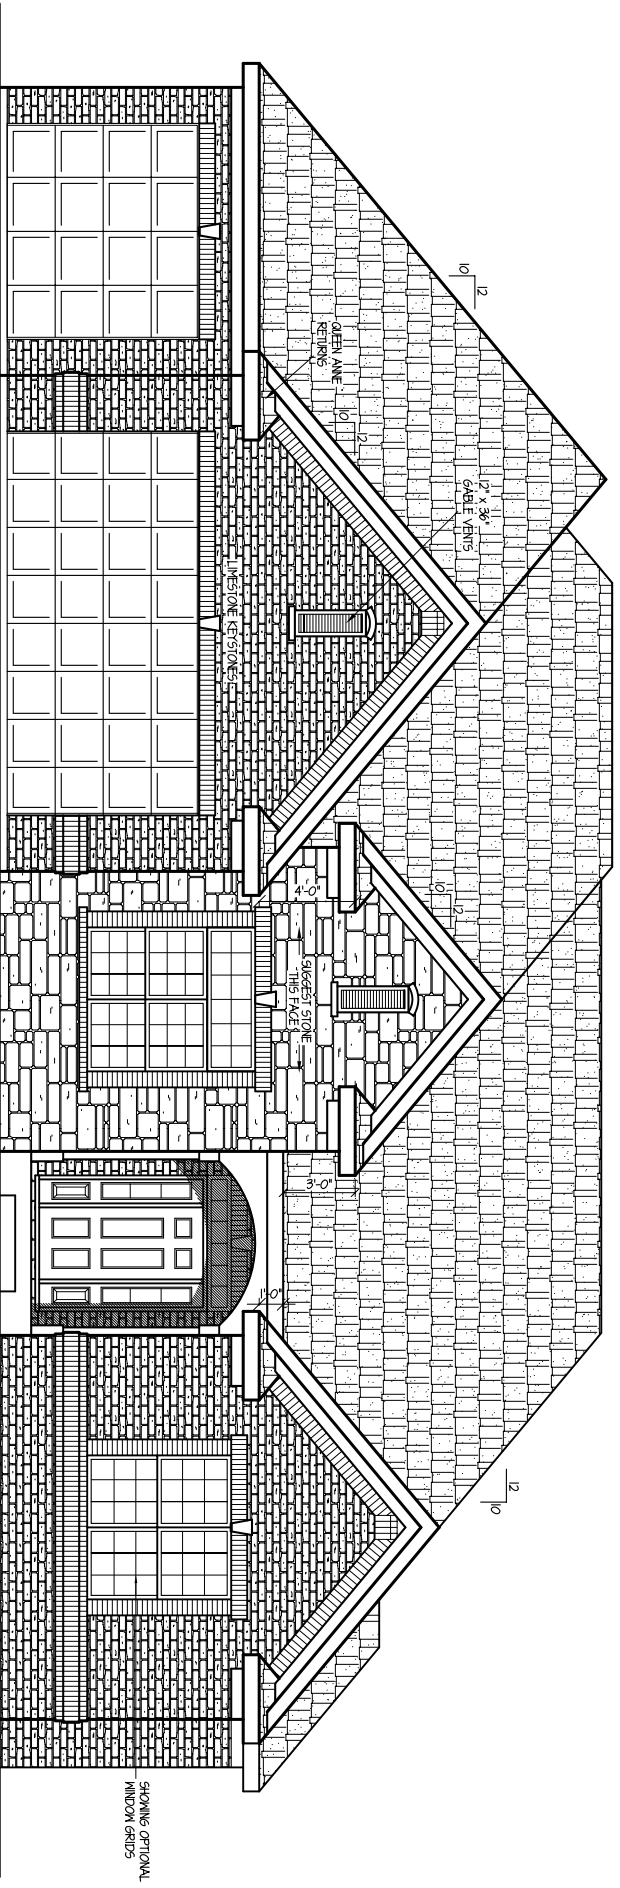 12
10
QUEEN ANNE
RETURNS
12
10
12" x 36"
GABLE VENTS
LIMESTONE KEYSTONES
12
10
4'-0"
SUGGEST STONE
THIS FACE
3'-0"
1'-0"
12
10
SHOWING OPTIONAL
WINDOW GRIDS